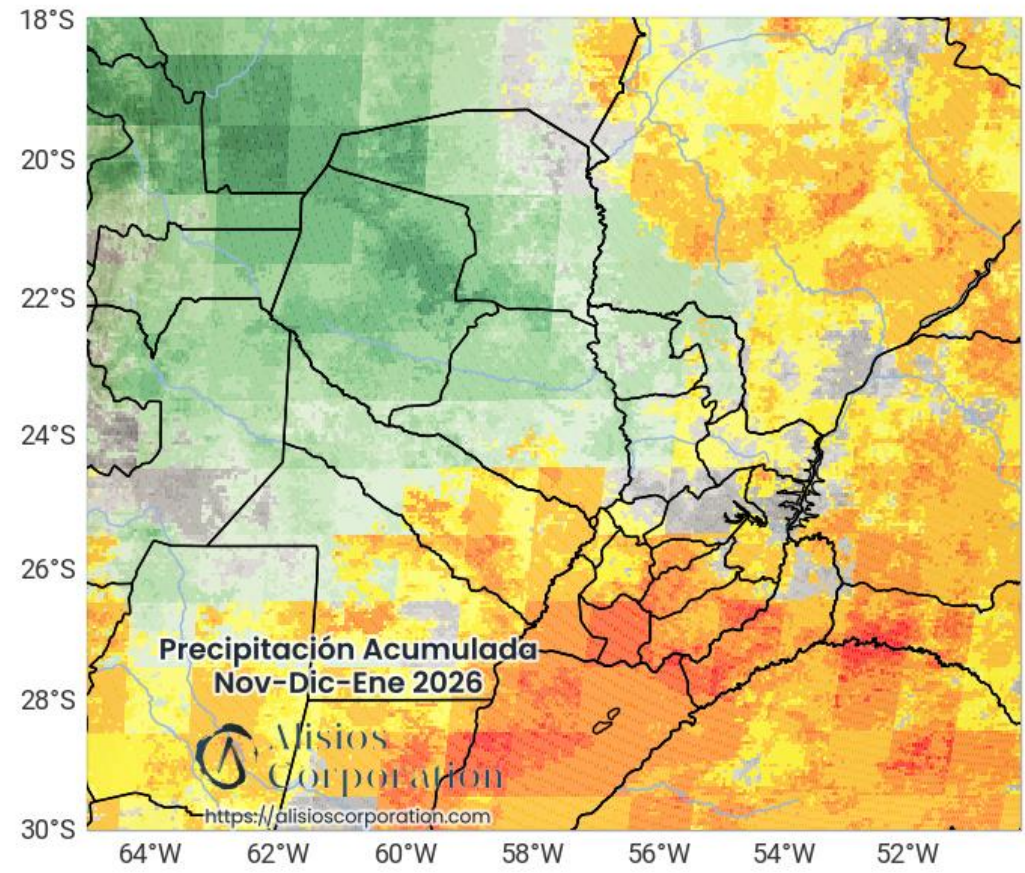 18°S
20°S
22°S
24°S
26°S
28°S
30°S
Precipitación Acumulada
Nov-Dic-Ene 2026
Alisios
Corporation
https://alisioscorporation.com
64°W
62°W
60°W
58°W
56°W
54°W
52°W